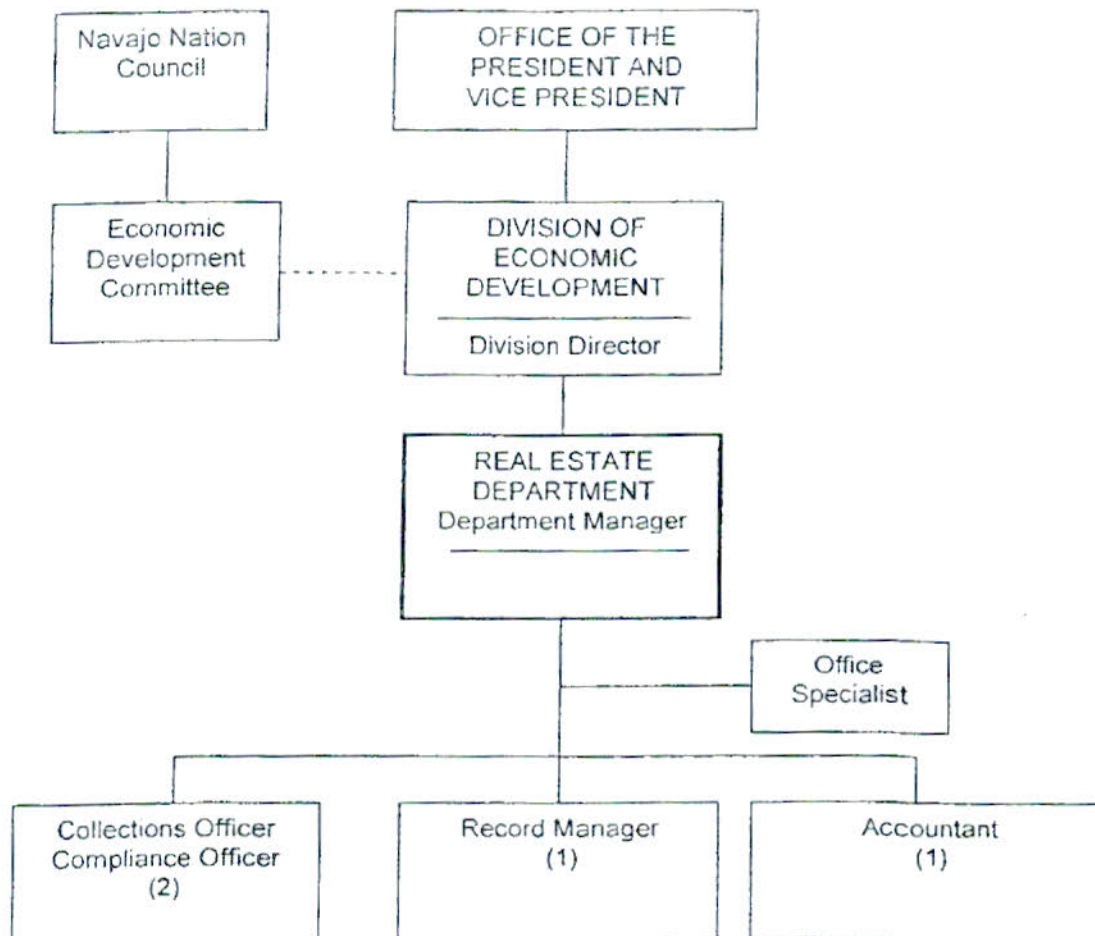 Navajo Nation
Council
OFFICE OF THE
PRESIDENT AND
VICE PRESIDENT
Economic
Development
Committee
DIVISION OF
ECONOMIC
DEVELOPMENT
Division Director
REAL ESTATE
DEPARTMENT
Department Manager
Office
Specialist
Collections Officer
Compliance Officer
(2)
Record Manager
(1)
Accountant
(1)